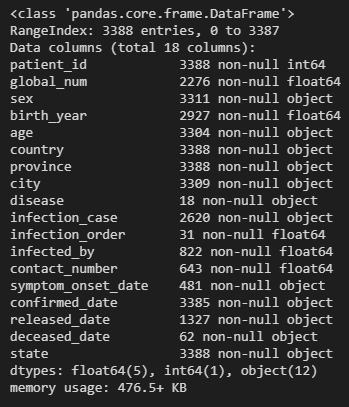 <class 'pandas.core.frame.DataFrame'>
RangeIndex: 3388 entries, 0 to 3387
Data columns (total 18 columns):
patient_id            3388 non-null int64
global_num            2276 non-null float64
sex                   3311 non-null object
birth_year            2927 non-null float64
age                   3304 non-null object
country               3388 non-null object
province              3388 non-null object
city                  3309 non-null object
disease               18 non-null object
infection_case        2620 non-null object
infection_order       31 non-null float64
infected_by           822 non-null float64
contact_number        643 non-null float64
symptom_onset_date    481 non-null object
confirmed_date        3385 non-null object
released_date         1327 non-null object
deceased_date         62 non-null object
state                 3388 non-null object
dtypes: float64(5), int64(1), object(12)
memory usage: 476.5+ KB